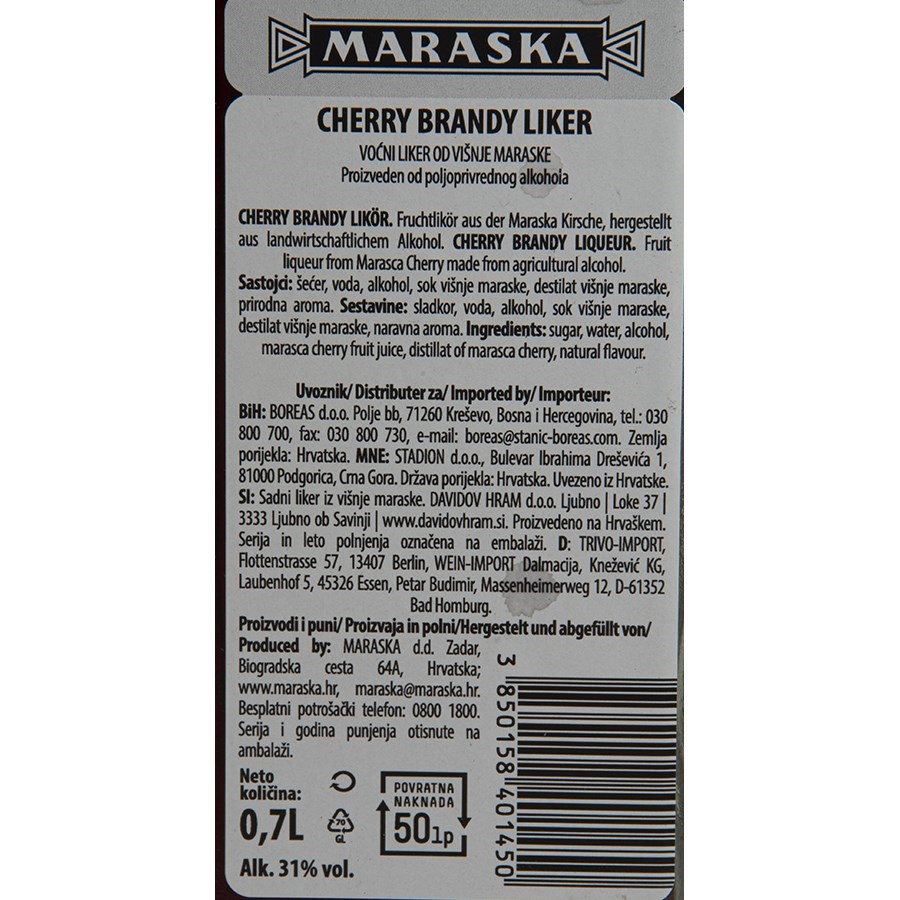 MARASKA
CHERRY BRANDY LIKER
VOĆNI LIKER OD VIŠNJE MARASKE
Proizveden od poljoprivrednog alkohola
CHERRY BRANDY LIKÖR. Fruchtlikör aus der Maraska Kirsche, hergestellt
aus landwirtschaftlichem Alkohol. CHERRY BRANDY LIQUEUR. Fruit
liqueur from Marasca Cherry made from agricultural alcohol.
Sastojci: šećer, voda, alkohol, sok višnje maraske, destilat višnje maraske,
prirodna aroma. Sestavine: sladkor, voda, alkohol, sok višnje maraske,
destilat višnje maraske, naravna aroma. Ingredients: sugar, water, alcohol,
marasca cherry fruit juice, distillat of marasca cherry, natural flavour.
Uvoznik/ Distributer za/ Imported by/ Importeur:
BiH: BOREAS d.o.o. Polje bb, 71260 Kreševo, Bosna i Hercegovina, tel.: 030
800 700, fax: 030 800 730, e-mail: boreas@stanic-boreas.com. Zemlja
porijekla: Hrvatska. MNE: STADION d.o.o., Bulevar Ibrahima Dreševića 1,
81000 Podgorica, Crna Gora. Država porijekla: Hrvatska. Uvezeno iz Hrvatske.
SI: Sadni liker iz višnje maraske. DAVIDOV HRAM d.o.o. Ljubno | Loke 37 |
3333 Ljubno ob Savinji | www.davidovhram.si. Proizvedeno na Hrvaškem.
Serija in leto polnjenja označena na embalaži. D: TRIVO-IMPORT,
Flottenstrasse 57, 13407 Berlin, WEIN-IMPORT Dalmacija, Knežević KG,
Laubenhof 5, 45326 Essen, Petar Budimir, Massenheimerweg 12, D-61352
Bad Homburg.
Proizvodi i puni/ Proizvaja in polni/Hergestelt und abgefüllt von/
Produced by: MARASKA d.d. Zadar,
Biogradska cesta 64A, Hrvatska;
www.maraska.hr, maraska@maraska.hr.
Besplatni potrošački telefon: 0800 1800.
Serija i godina punjenja otisnute na
ambalaži.
Neto
količina:
0,7L
Alk. 31% vol.
70
GL
POVRATNA
NAKNADA
50lp
3 850158 401450